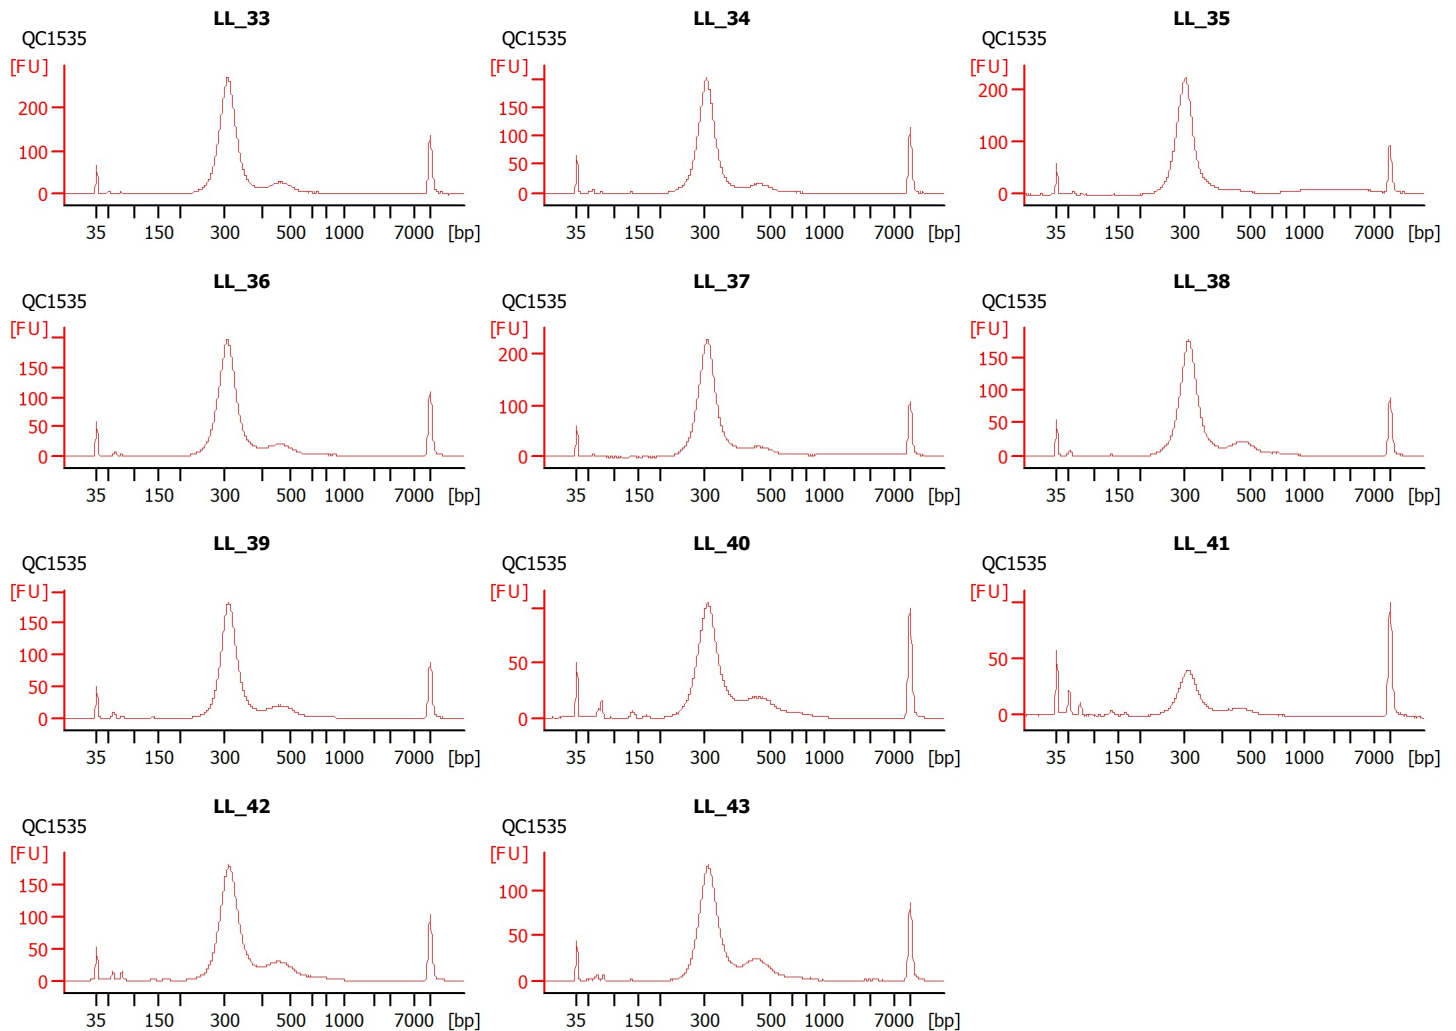 LL_33 LL_34 LL_35
QC1535 QC1535 QC1535
[FU] [FU] [FU]
200 150 200
100 100 100
50
0 0 0
35 150 300 500 1000 7000 [bp] 35 150 300 500 1000 7000 [bp] 35 150 300 500 1000 7000 [bp]
LL_36 LL_37 LL_38
QC1535 QC1535 QC1535
[FU] [FU] [FU]
150 200 150
100 100 100
50 50
0 0 0
35 150 300 500 1000 7000 [bp] 35 150 300 500 1000 7000 [bp] 35 150 300 500 1000 7000 [bp]
LL_39 LL_40 LL_41
QC1535 QC1535 QC1535
[FU] [FU] [FU]
150
100 50 50
50
0 0 0
35 150 300 500 1000 7000 [bp] 35 150 300 500 1000 7000 [bp] 35 150 300 500 1000 7000 [bp]
LL_42 LL_43
QC1535 QC1535
[FU] [FU]
150 100
100
50 50
0 0
35 150 300 500 1000 7000 [bp] 35 150 300 500 1000 7000 [bp]